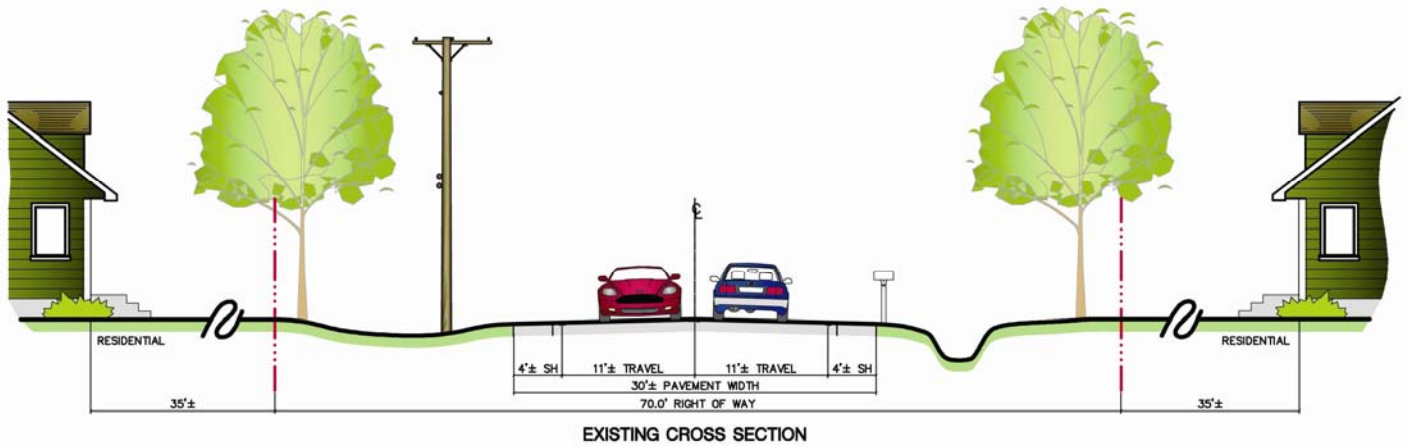 ℄
RESIDENTIAL
RESIDENTIAL
4'± SH 11'± TRAVEL 11'± TRAVEL 4'± SH
30'± PAVEMENT WIDTH
35'± 70.0' RIGHT OF WAY 35'±
EXISTING CROSS SECTION